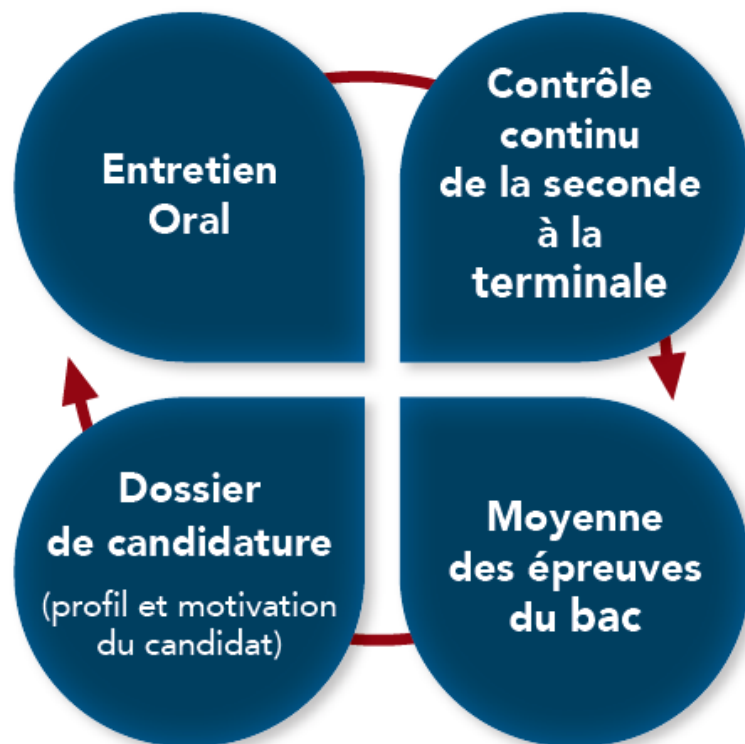 Entretien
Oral
Contrôle
continu
de la seconde
à la
terminale
Dossier
de candidature
(profil et motivation
du candidat)
Moyenne
des épreuves
du bac